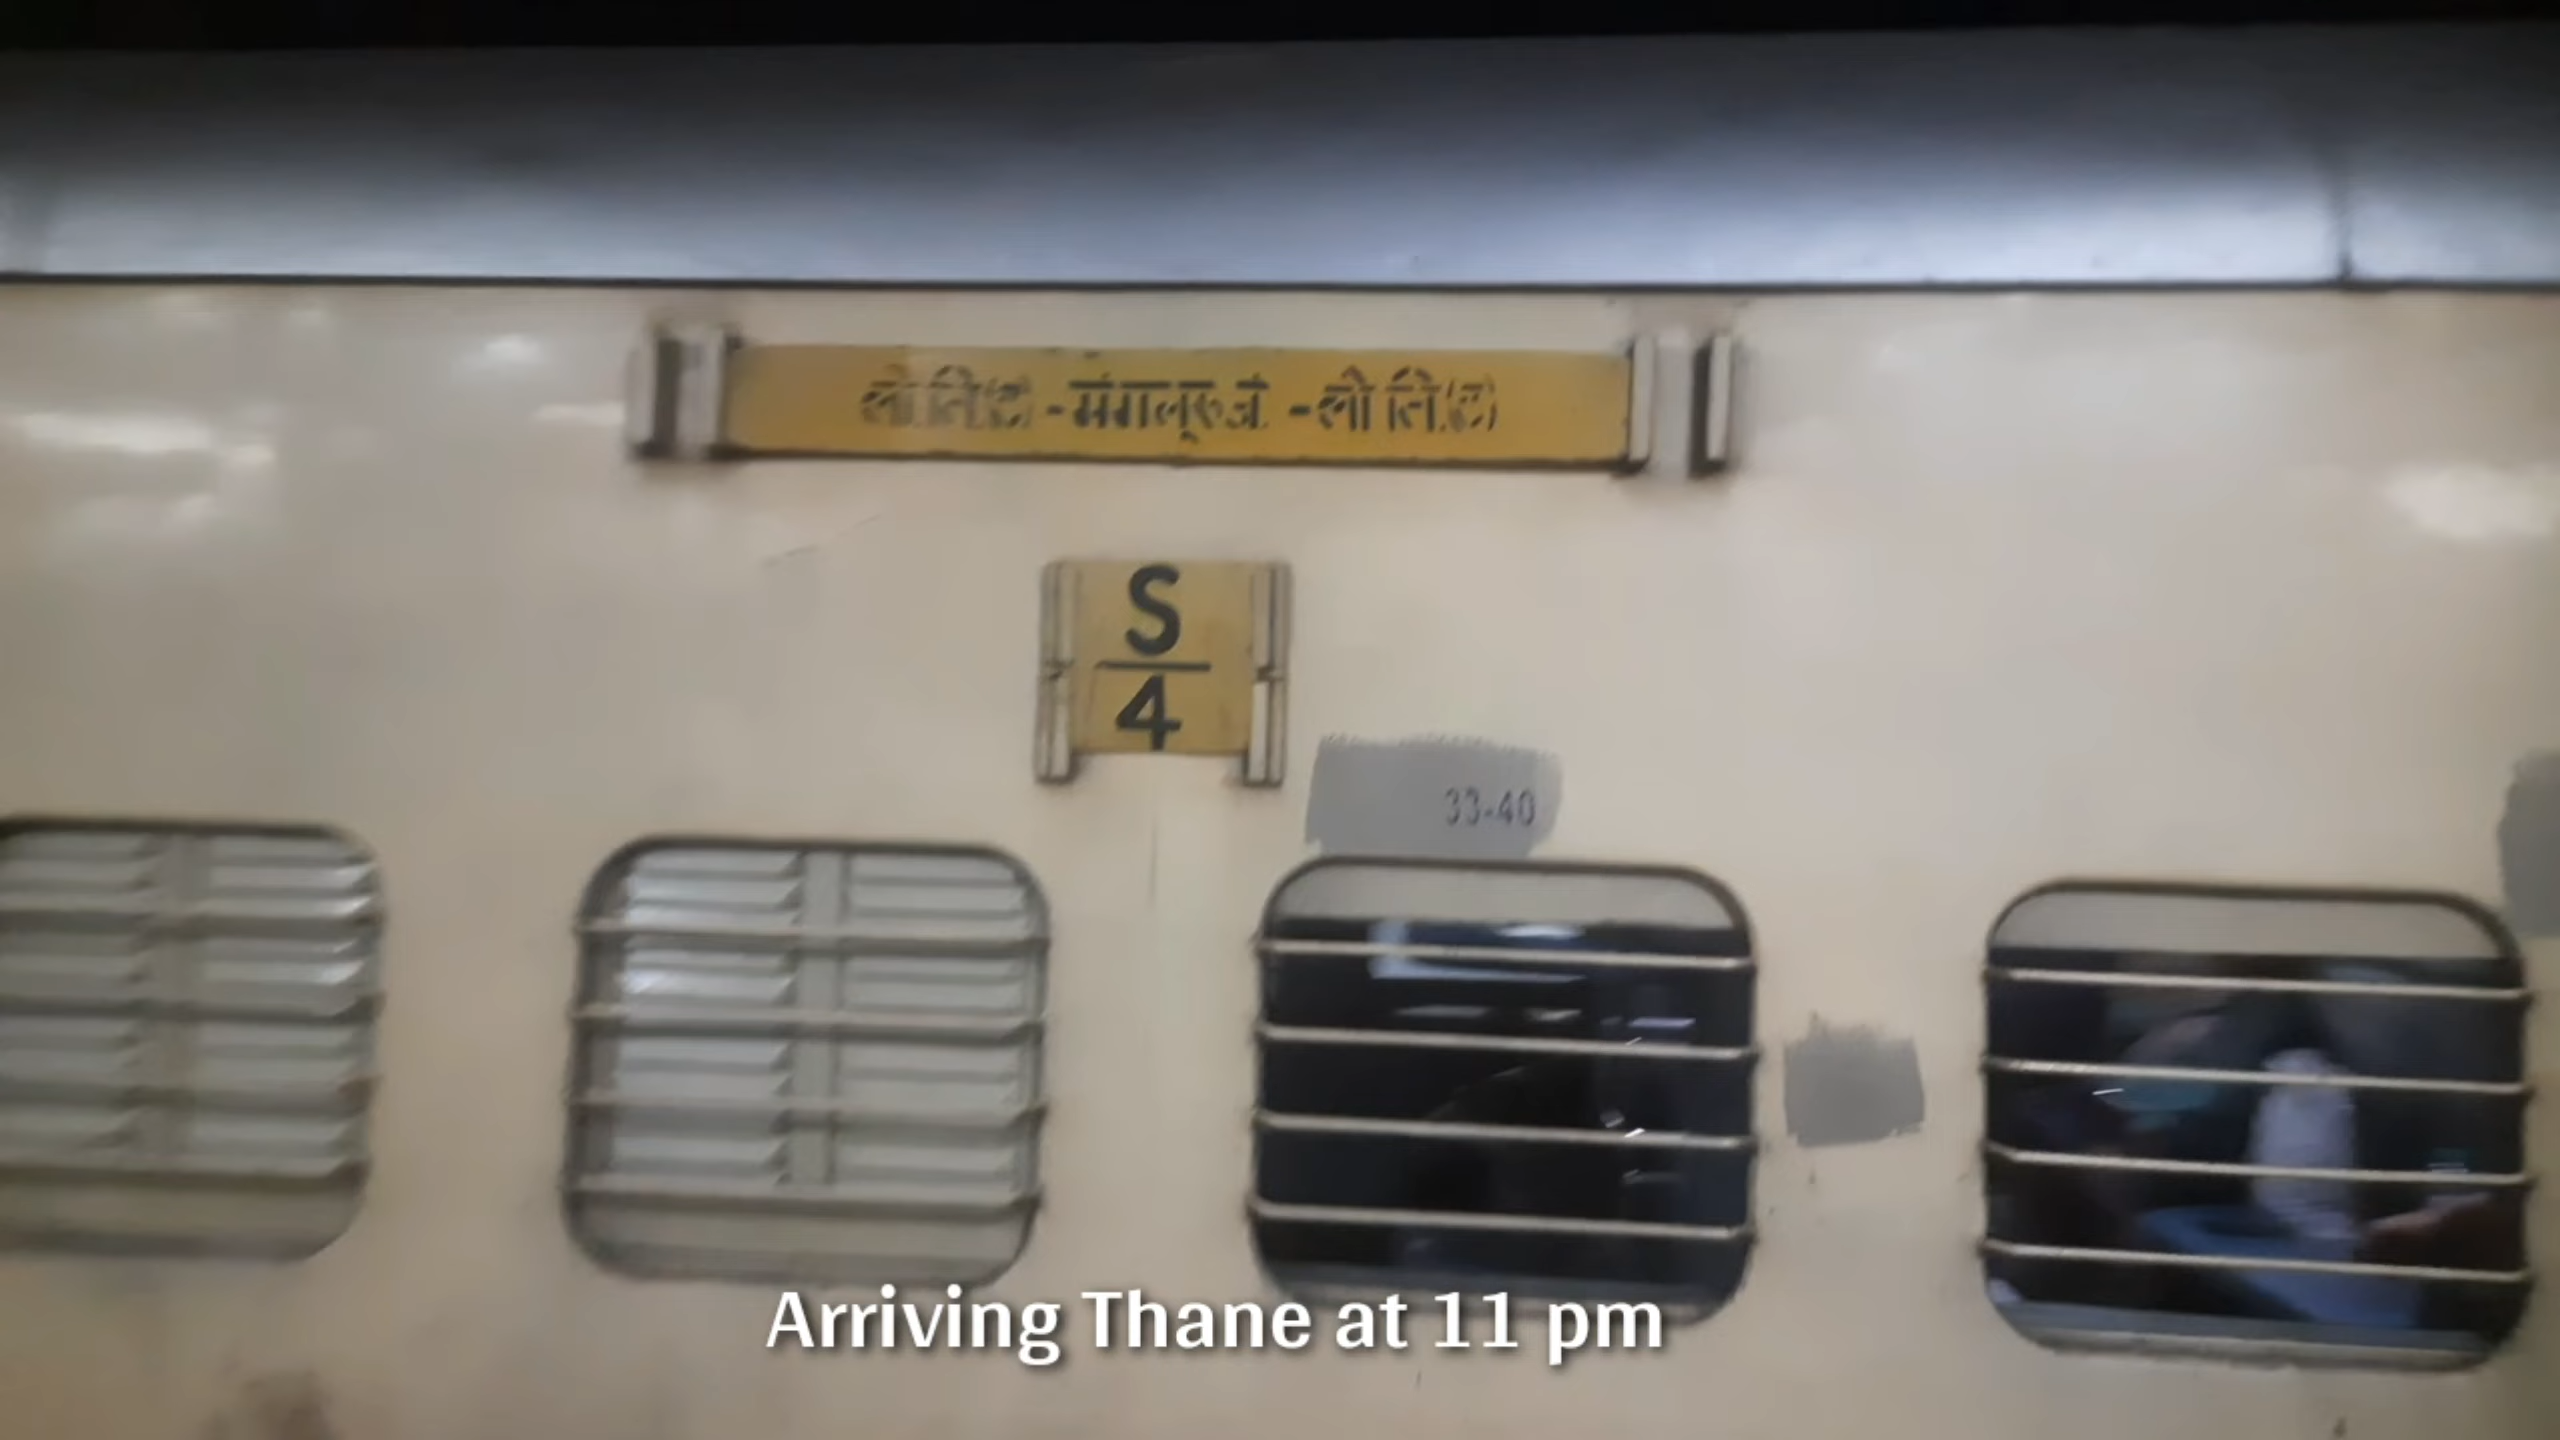 लो.ति.(ट) - मंगलूरु जं. - लो ति.(ट)
S
4
33-40
Arriving Thane at 11 pm